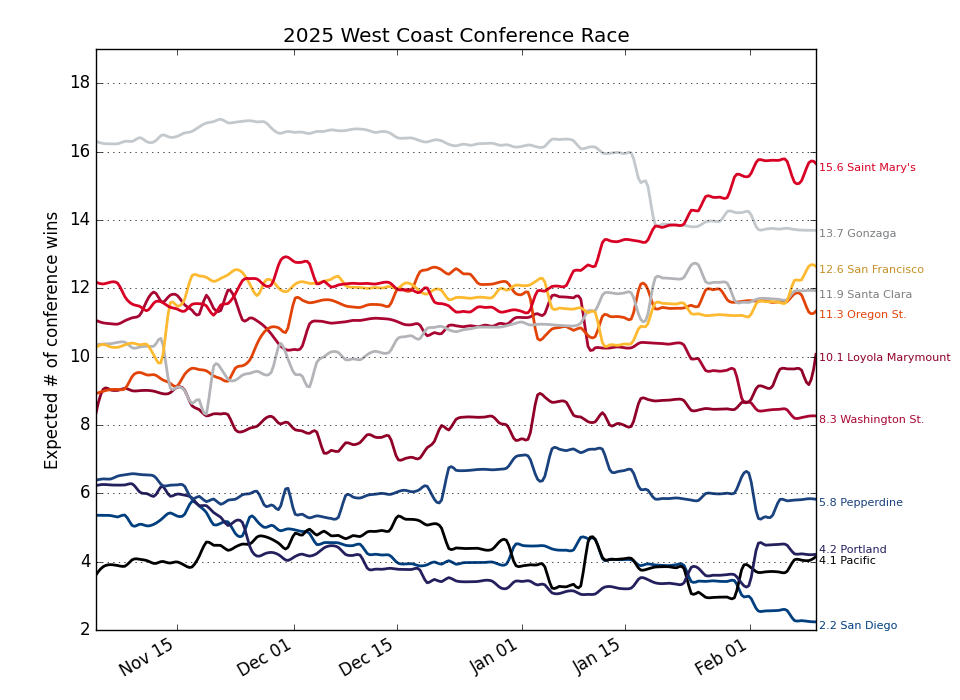 2025 West Coast Conference Race
Expected # of conference wins
18
16
14
12
10
8
6
4
2
Nov 15
Dec 01
Dec 15
Jan 01
Jan 15
Feb 01
15.6 Saint Mary's
13.7 Gonzaga
12.6 San Francisco
11.9 Santa Clara
11.3 Oregon St.
10.1 Loyola Marymount
8.3 Washington St.
5.8 Pepperdine
4.2 Portland
4.1 Pacific
2.2 San Diego